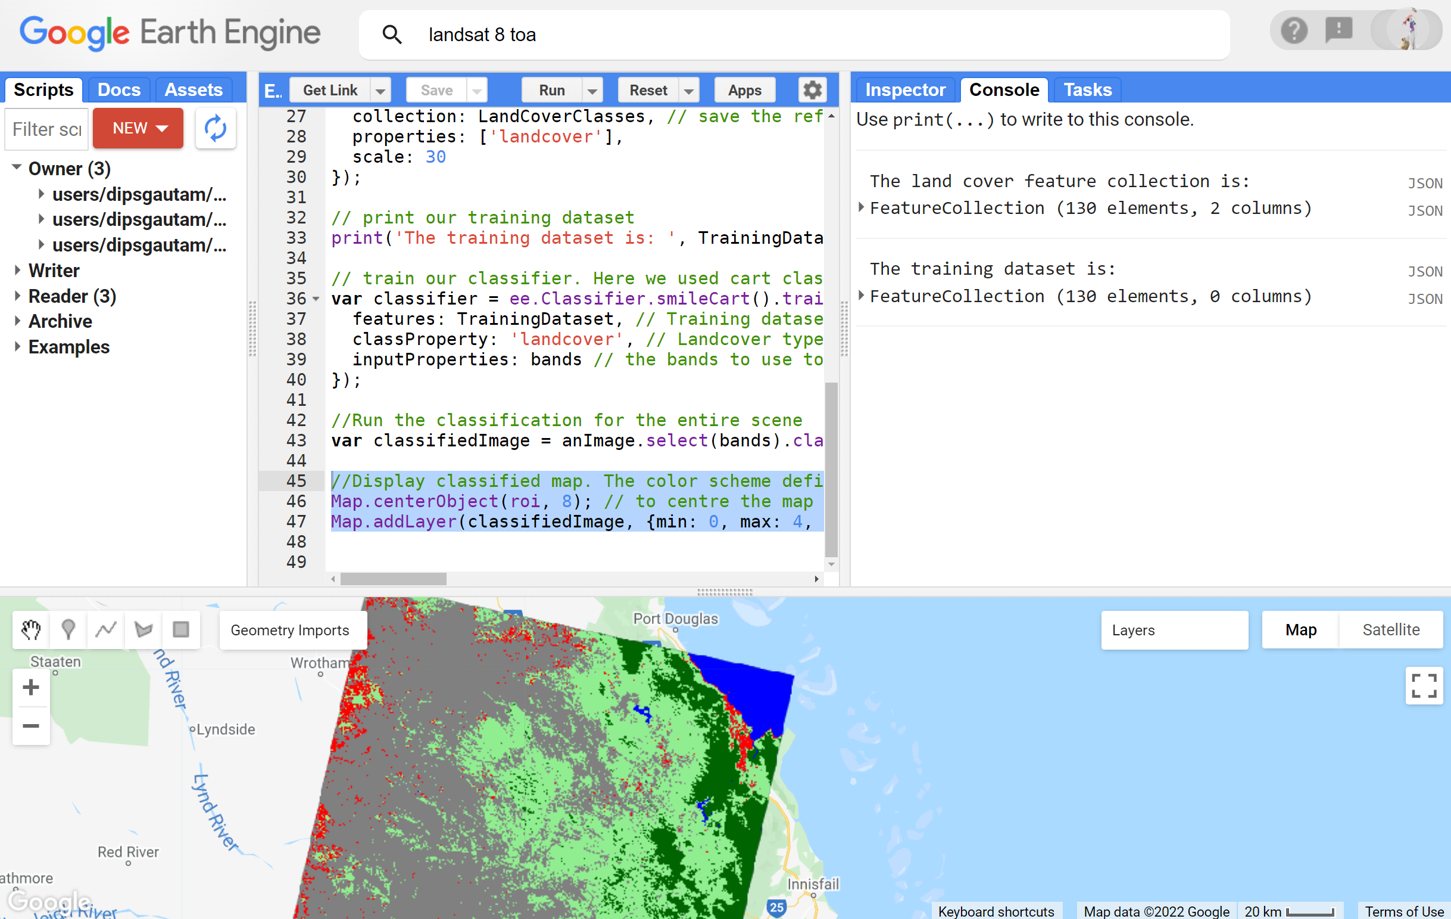 Google Earth Engine
landsat 8 toa
Scripts Docs Assets
Filter scı
NEW
Owner (3)
users/dipsgautam/...
users/dipsgautam/...
users/dipsgautam/...
Writer
Reader (3)
Archive
Examples
E..
Get Link Save Run Reset Apps
27 collection: LandCoverClasses, // save the ref
28 properties: ['landcover'],
29 scale: 30
30 });
31
32 // print our training dataset
33 print('The training dataset is: ', TrainingData
34
35 // train our classifier. Here we used cart clas
36 var classifier = ee.Classifier.smileCart().trai
37 features: TrainingDataset, // Training datase
38 classProperty: 'landcover', // Landcover type
39 inputProperties: bands // the bands to use to
40 });
41
42 //Run the classification for the entire scene
43 var classifiedImage = anImage.select(bands).cla
44
45 //Display classified map. The color scheme defi
46 Map.centerObject(roi, 8); // to centre the map
47 Map.addLayer(classifiedImage, {min: 0, max: 4,
48
49
Inspector Console Tasks
Use print(...) to write to this console.
The land cover feature collection is: JSON
FeatureCollection (130 elements, 2 columns) JSON
The training dataset is: JSON
FeatureCollection (130 elements, 0 columns) JSON
Geometry Imports
Layers
Map Satellite
Port Douglas
Staaten
Wrotham
nd River
Lyndside
Lynd River
Red River
athmore
Innisfail
25
Google
River
Keyboard shortcuts Map data ©2022 Google 20 km Terms of Use